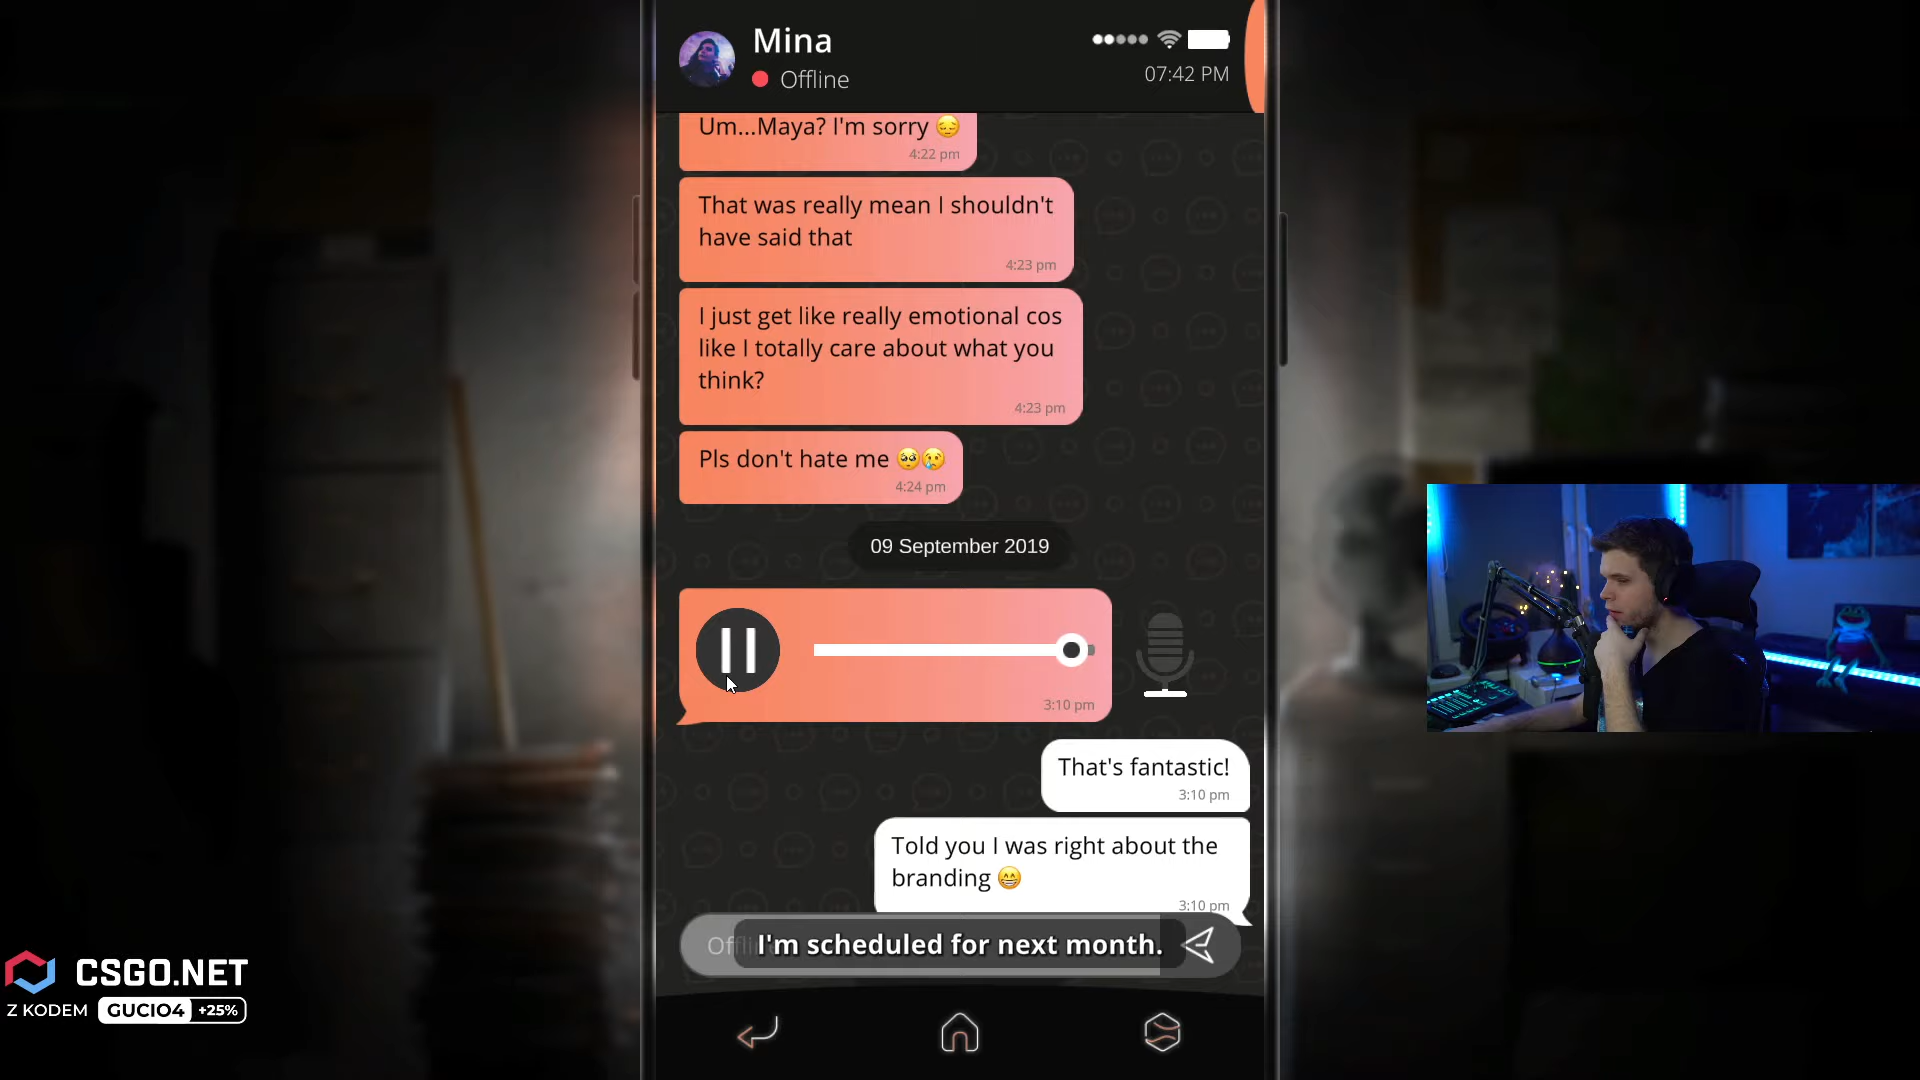 Mina
Offline
07:42 PM
Um...Maya? I'm sorry 😔
4:22 pm
That was really mean I shouldn't
have said that
4:23 pm
I just get like really emotional cos
like I totally care about what you
think?
4:23 pm
Pls don't hate me 🥺😢
4:24 pm
09 September 2019
3:10 pm
That's fantastic!
3:10 pm
Told you I was right about the
branding 😁
3:10 pm
I'm scheduled for next month.
CSGO.NET
Z KODEM GUCIO4 +25%